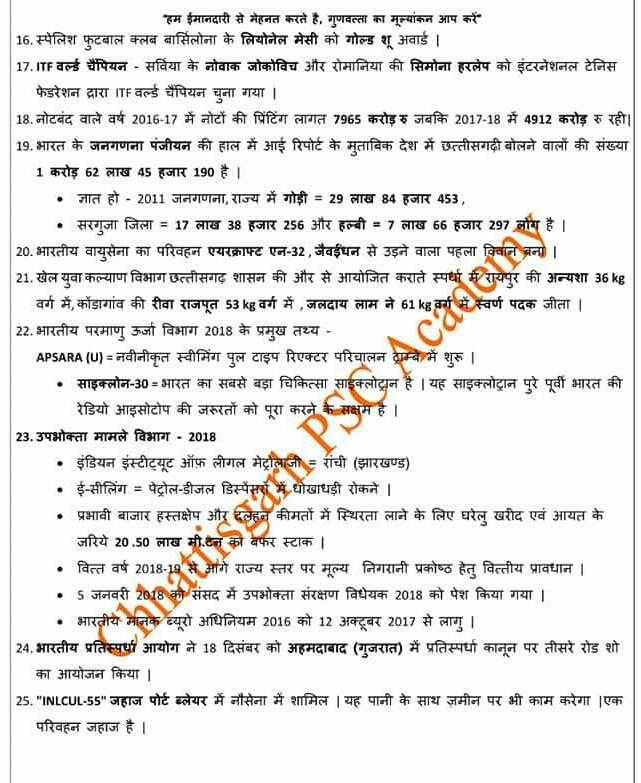 "हम ईमानदारी से मेहनत करते है, गुणवत्ता का मूल्यांकन आप करें"
16. स्पेलिश फुटबाल क्लब बार्सिलोना के लियोनेल मेसी को गोल्ड शू अवार्ड |
17. ITF वर्ल्ड चैंपियन - सर्विया के नोवाक जोकोविच और रोमानिया की सिमोना हरलेप को इंटरनेशनल टेनिस
फेडरेशन द्रारा ITF वर्ल्ड चैंपियन चुना गया |
18. नोटबंद वाले वर्ष 2016-17 में नोटों की प्रिंटिंग लागत 7965 करोड़ रु जबकि 2017-18 में 4912 करोड़ रु रही|
19. भारत के जनगणना पंजीयन की हाल में आई रिपोर्ट के मुताबिक देश में छत्तीसगढ़ी बोलने वालों की संख्या
1 करोड़ 62 लाख 45 हजार 190 है |
• ज्ञात हो - 2011 जनगणना, राज्य में गोड़ी = 29 लाख 84 हजार 453 ,
• सरगुजा जिला = 17 लाख 38 हजार 256 और हल्बी = 7 लाख 66 हजार 297 लोग है |
20. भारतीय वायुसेना का परिवहन एयरक्राफ्ट एन-32 , जैवईधन से उड़ने वाला पहला विवान बना |
21. खेल युवा कल्याण विभाग छत्तीसगढ़ शासन की और से आयोजित कराते स्पर्धा में रायपुर की अन्यशा 36 kg
वर्ग में, कोंडागांव की रीवा राजपूत 53 kg वर्ग में , जलदाय लाम ने 61 kg वर्ग में स्वर्ण पदक जीता |
22. भारतीय परमाणु ऊर्जा विभाग 2018 के प्रमुख तथ्य -
APSARA (U) = नवीनीकृत स्वीमिंग पुल टाइप रिएक्टर परिचालन ट्राम्बे में शुरू |
• साइक्लोन-30 = भारत का सबसे बड़ा चिकित्सा साईक्लोट्रान है | यह साइक्लोट्रान पुरे पूर्वी भारत की
रेडियो आइसोटोप की जरूरतों को पूरा करने के सक्षम है |
23. उपभोक्ता मामले विभाग - 2018
• इंडियन इंस्टीट्यूट ऑफ़ लीगल मेट्रोलाजी = रांची (झारखण्ड)
• ई-सीलिंग = पेट्रोल-डीजल डिस्पेंसरो में धोखाधड़ी रोकने |
• प्रभावी बाजार हस्तक्षेप और दलहन कीमतों में स्थिरता लाने के लिए घरेलु खरीद एवं आयत के
जरिये 20 .50 लाख मी.टन का बफर स्टाक |
• वित्त वर्ष 2018-19 से आगे राज्य स्तर पर मूल्य निगरानी प्रकोष्ठ हेतु वित्तीय प्रावधान |
• 5 जनवरी 2018 को संसद में उपभोक्ता संरक्षण विधेयक 2018 को पेश किया गया |
• भारतीय मानक ब्यूरो अधिनियम 2016 को 12 अक्टूबर 2017 से लागु |
24. भारतीय प्रतिस्पर्धा आयोग ने 18 दिसंबर को अहमदाबाद (गुजरात) में प्रतिस्पर्धा कानून पर तीसरे रोड शो
का आयोजन किया |
25. "INLCUL-55" जहाज पोर्ट ब्लेयर में नौसेना में शामिल | यह पानी के साथ ज़मीन पर भी काम करेगा |एक
परिवहन जहाज है |
Chhattisgarh PSC Academy